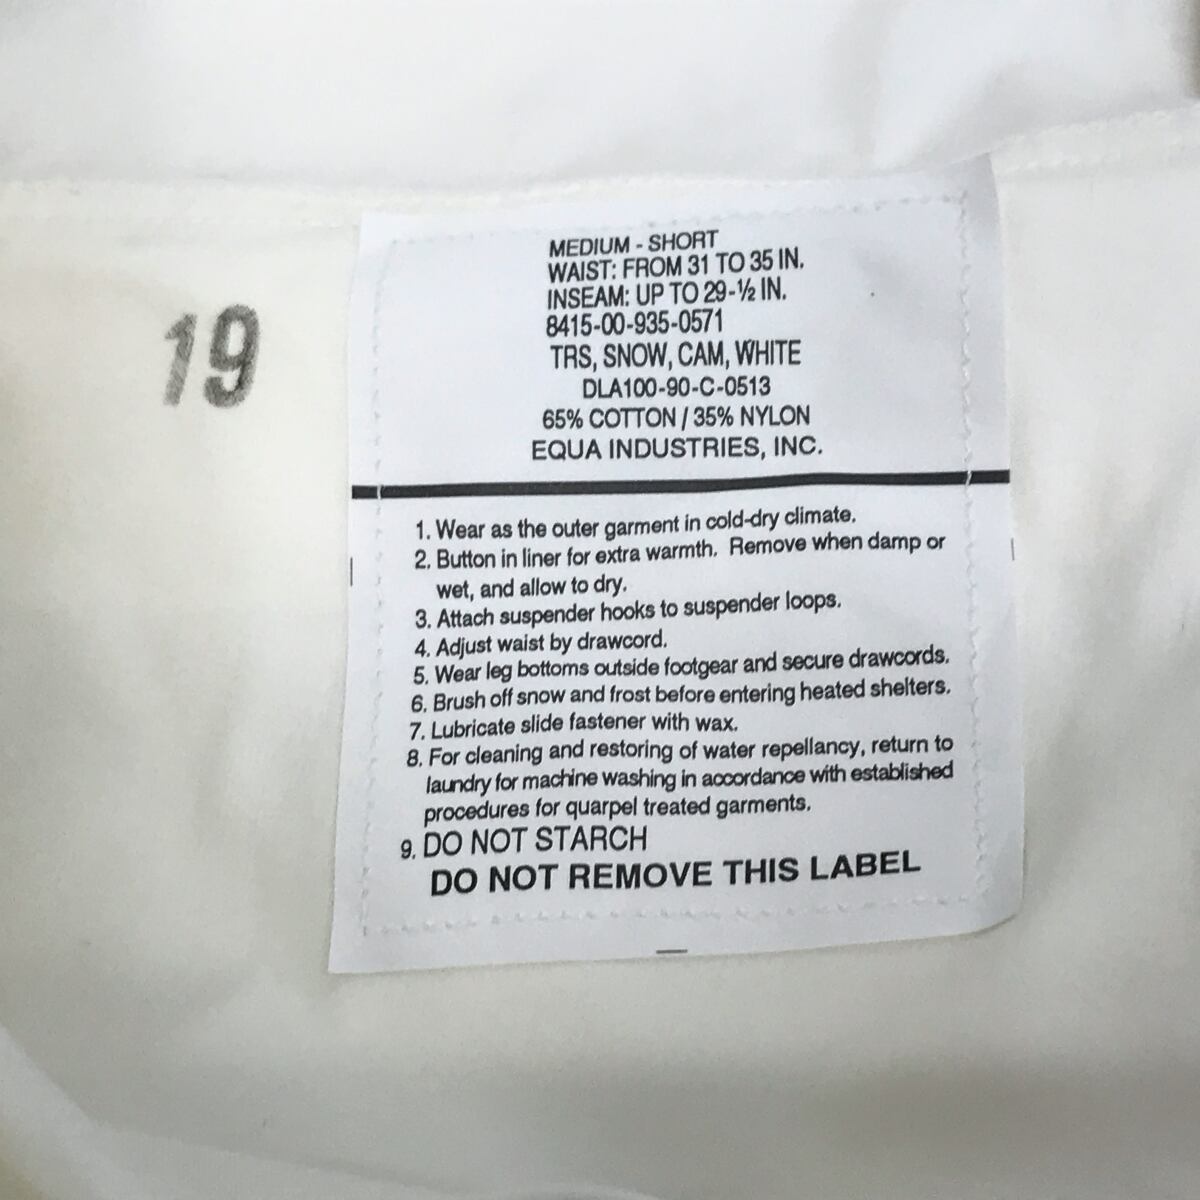 19
MEDIUM - SHORT
WAIST: FROM 31 TO 35 IN.
INSEAM: UP TO 29-½ IN.
8415-00-935-0571
TRS, SNOW, CAM, WHITE
DLA100-90-C-0513
65% COTTON / 35% NYLON
EQUA INDUSTRIES, INC.
1. Wear as the outer garment in cold-dry climate.
2. Button in liner for extra warmth. Remove when damp or
wet, and allow to dry.
3. Attach suspender hooks to suspender loops.
4. Adjust waist by drawcord.
5. Wear leg bottoms outside footgear and secure drawcords.
6. Brush off snow and frost before entering heated shelters.
7. Lubricate slide fastener with wax.
8. For cleaning and restoring of water repellancy, return to
laundry for machine washing in accordance with established
procedures for quarpel treated garments.
9. DO NOT STARCH
DO NOT REMOVE THIS LABEL